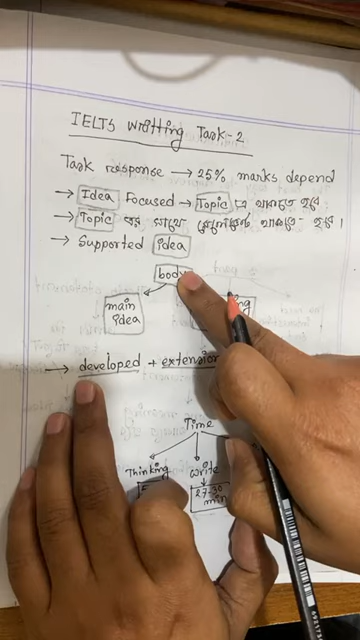 IELTS Writting Task-2
Task response → 25% marks depend
→ Idea Focused → Topic এ থাকতে হবে
→ Topic এর সাথে রিলেটেড থাকতে হবে।
→ Supported idea
body
main idea
→ developed + extension
Time
Thinking
Write
27-30 min